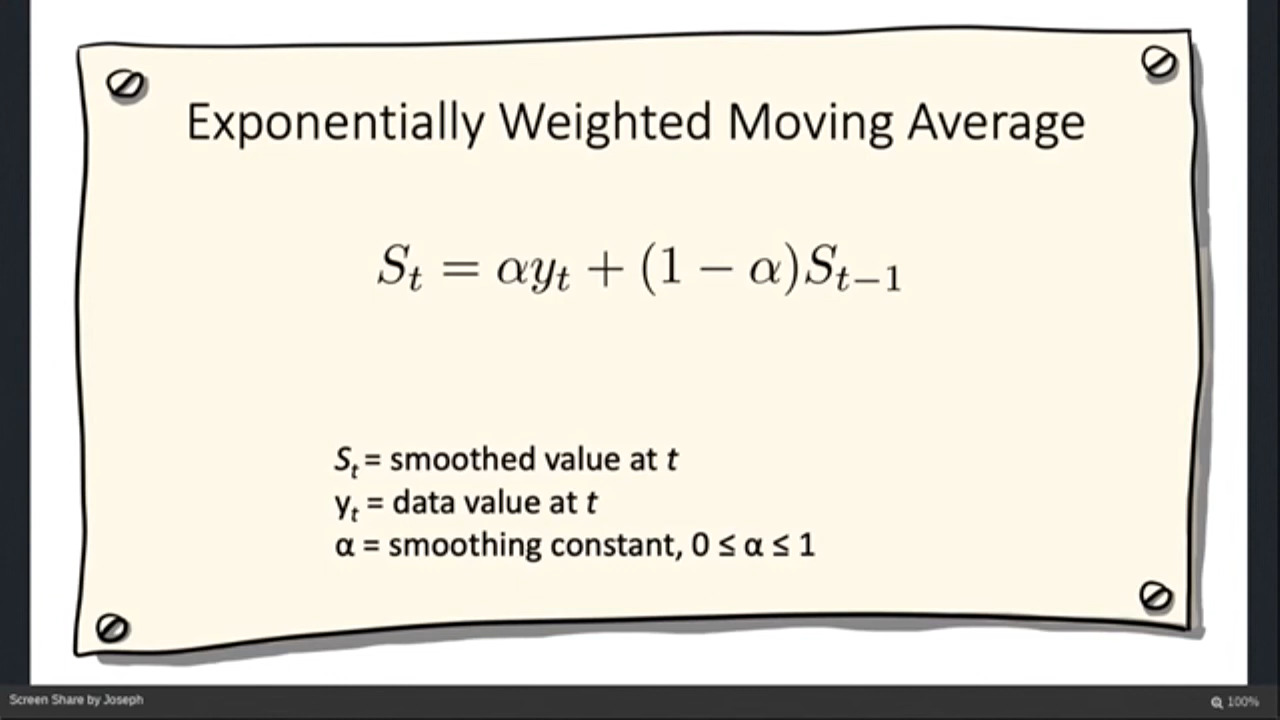 Exponentially Weighted Moving Average
S_t = αy_t + (1 − α)S_{t−1}
S_t = smoothed value at t
y_t = data value at t
α = smoothing constant, 0 ≤ α ≤ 1
Screen Share by Joseph
100%